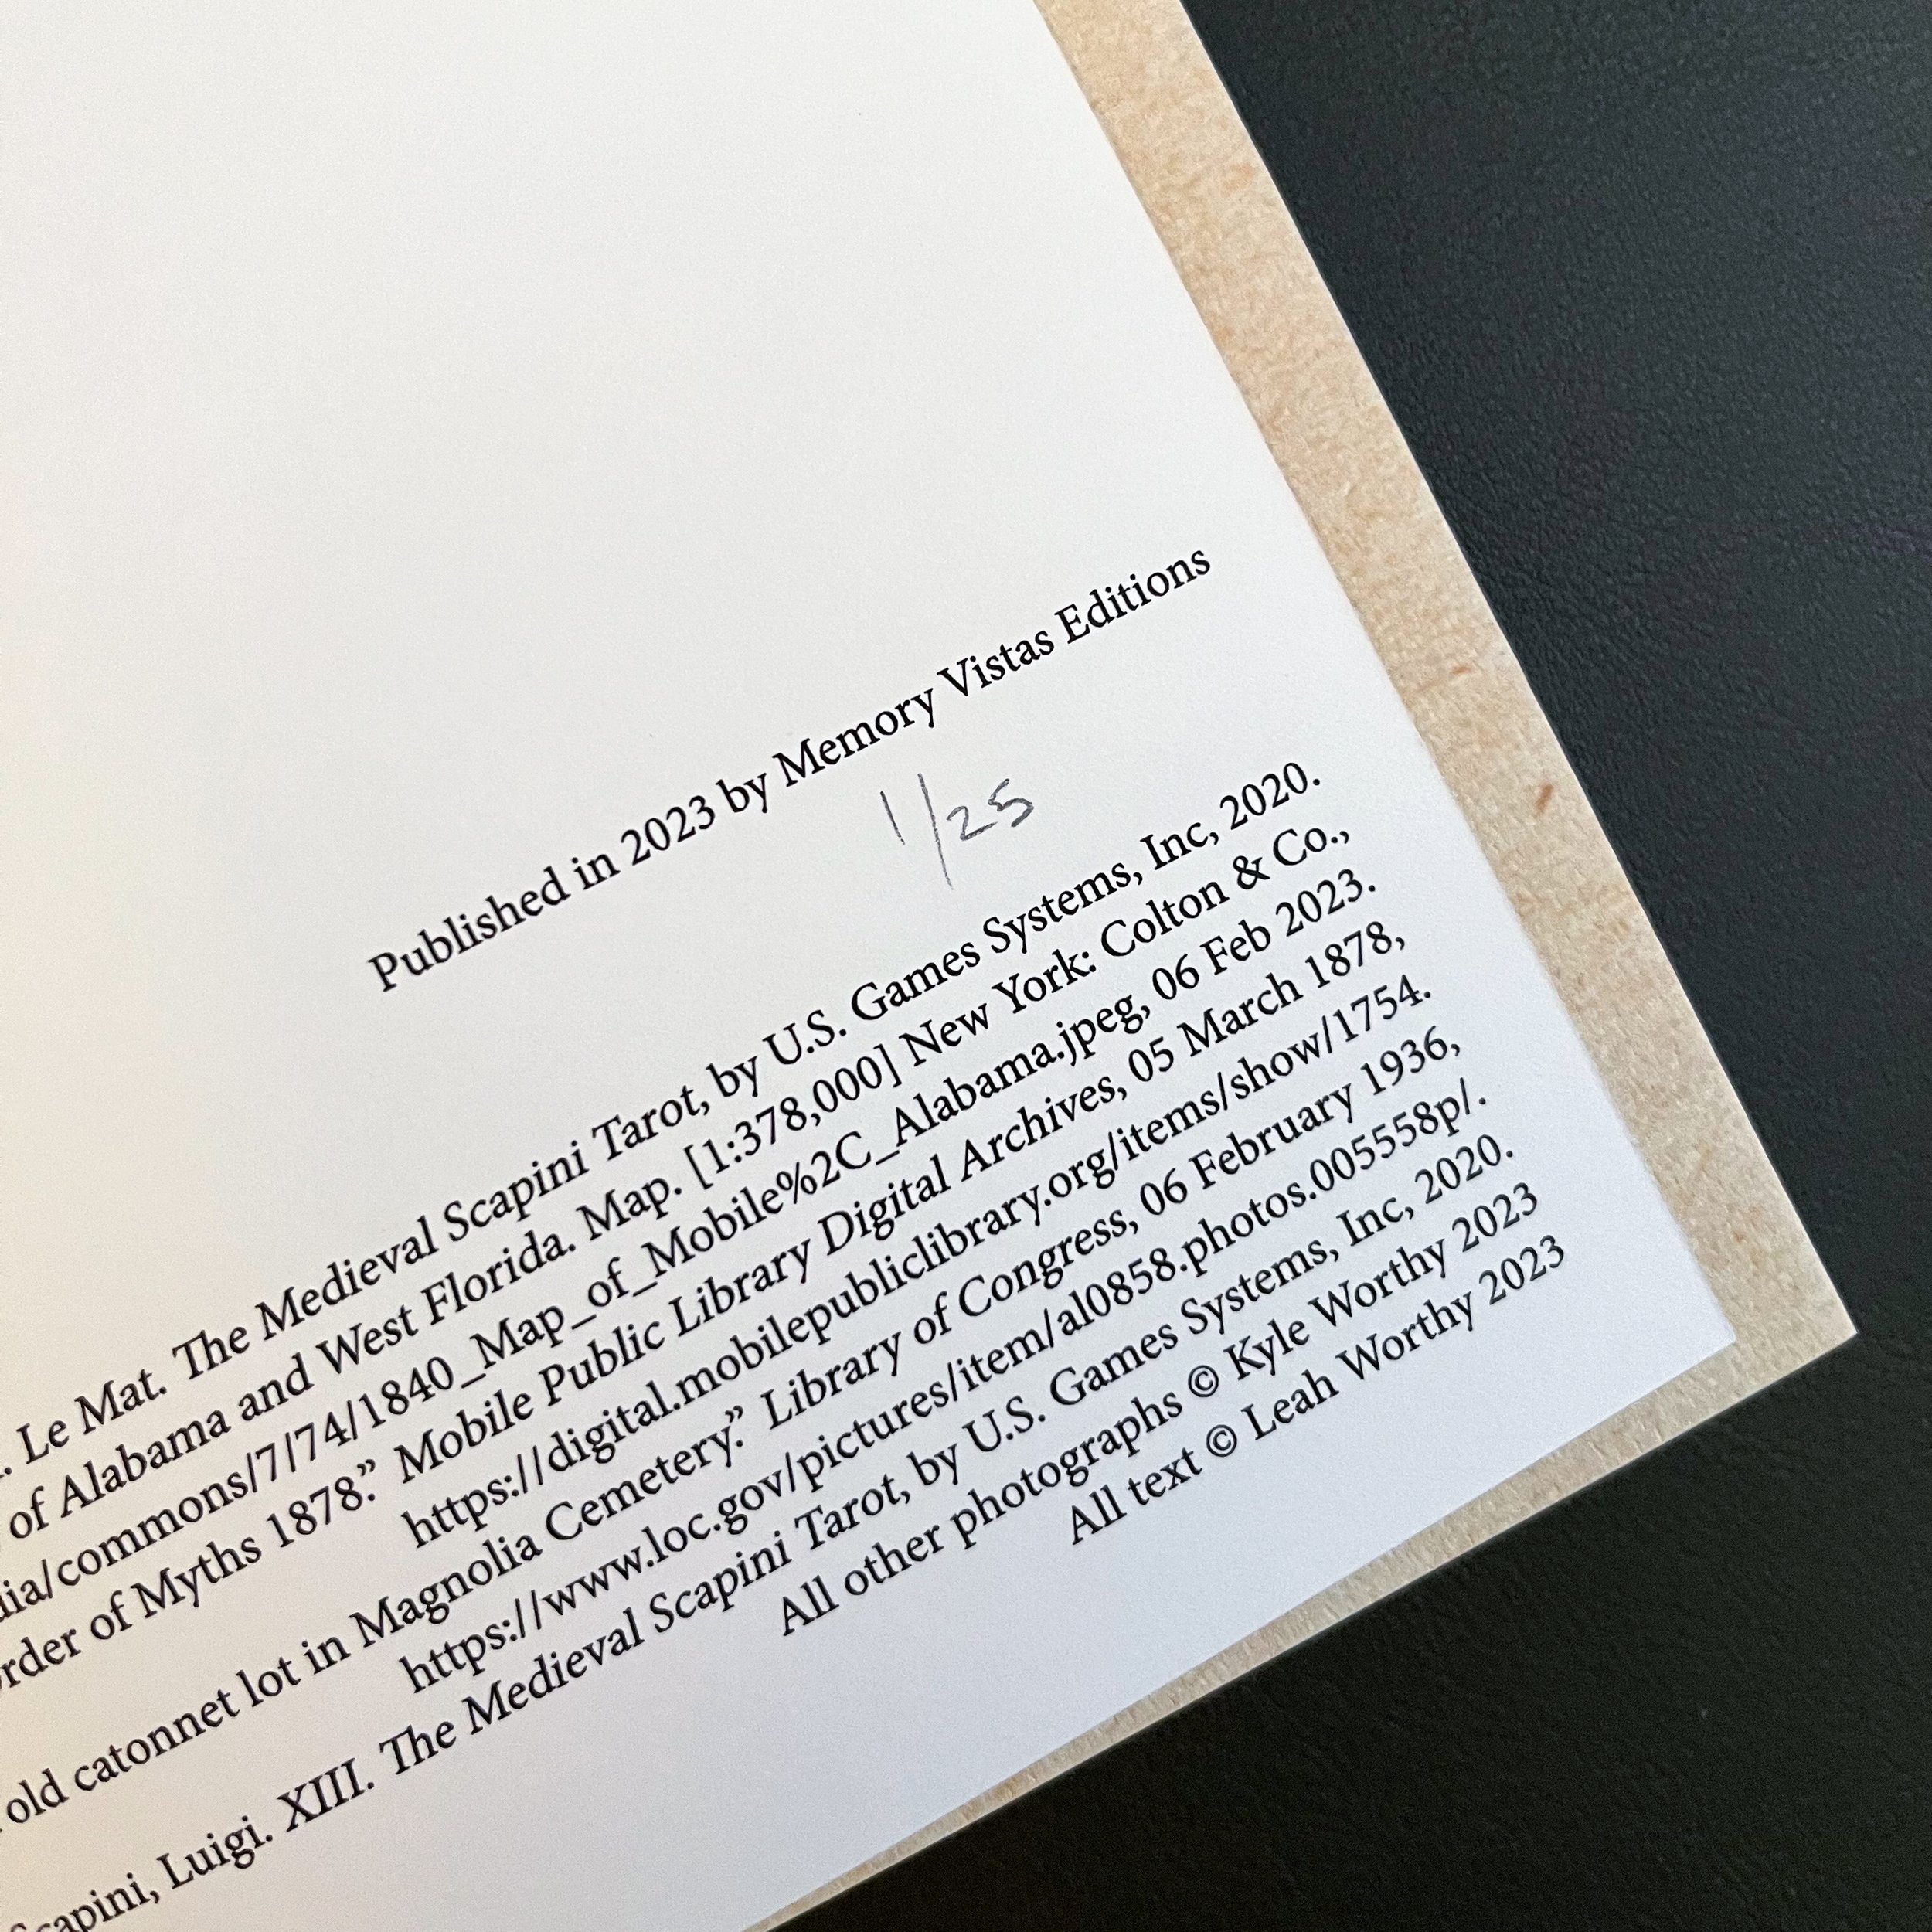 Published in 2023 by Memory Vistas Editions
1/25
. Le Mat. The Medieval Scapini Tarot, by U.S. Games Systems, Inc, 2020.
of Alabama and West Florida. Map. [1:378,000] New York: Colton & Co.,
dia/commons/7/74/1840_Map_of_Mobile%2C_Alabama.jpeg, 06 Feb 2023.
rder of Myths 1878.” Mobile Public Library Digital Archives, 05 March 1878,
https://digital.mobilepubliclibrary.org/items/show/1754.
old catonnet lot in Magnolia Cemetery.” Library of Congress, 06 February 1936,
https://www.loc.gov/pictures/item/al0858.photos.005558p/.
Scapini, Luigi. XIII. The Medieval Scapini Tarot, by U.S. Games Systems, Inc, 2020.
All other photographs © Kyle Worthy 2023
All text © Leah Worthy 2023